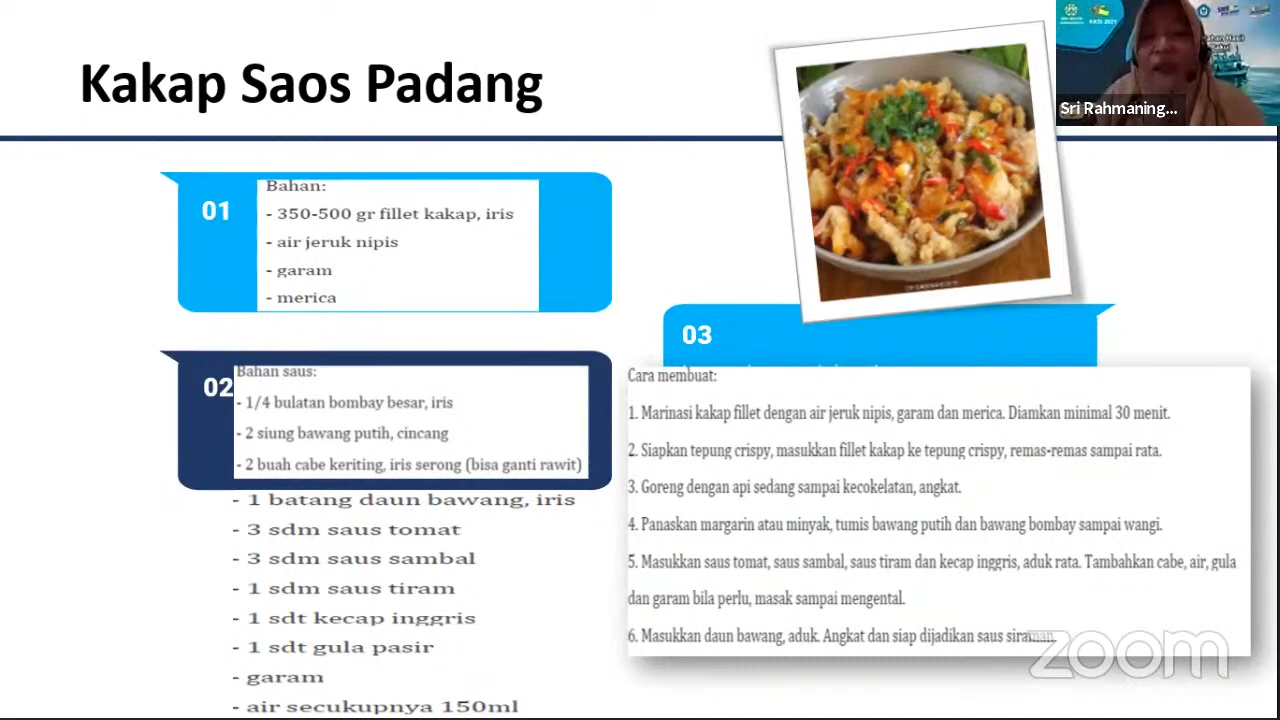 Kakap Saos Padang
Sri Rahmaning...
01
Bahan:
- 350-500 gr fillet kakap, iris
- air jeruk nipis
- garam
- merica
02
Bahan saus:
- 1/4 bulatan bombay besar, iris
- 2 siung bawang putih, cincang
- 2 buah cabe keriting, iris serong (bisa ganti rawit)
- 1 batang daun bawang, iris
- 3 sdm saus tomat
- 3 sdm saus sambal
- 1 sdm saus tiram
- 1 sdt kecap inggris
- 1 sdt gula pasir
- garam
- air secukupnya 150ml
03
Cara membuat:
1. Marinasi kakap fillet dengan air jeruk nipis, garam dan merica. Diamkan minimal 30 menit.
2. Siapkan tepung crispy, masukkan fillet kakap ke tepung crispy, remas-remas sampai rata.
3. Goreng dengan api sedang sampai kecokelatan, angkat.
4. Panaskan margarin atau minyak, tumis bawang putih dan bawang bombay sampai wangi.
5. Masukkan saus tomat, saus sambal, saus tiram dan kecap inggris, aduk rata. Tambahkan cabe, air, gula
dan garam bila perlu, masak sampai mengental.
6. Masukkan daun bawang, aduk. Angkat dan siap dijadikan saus siraman.
zoom